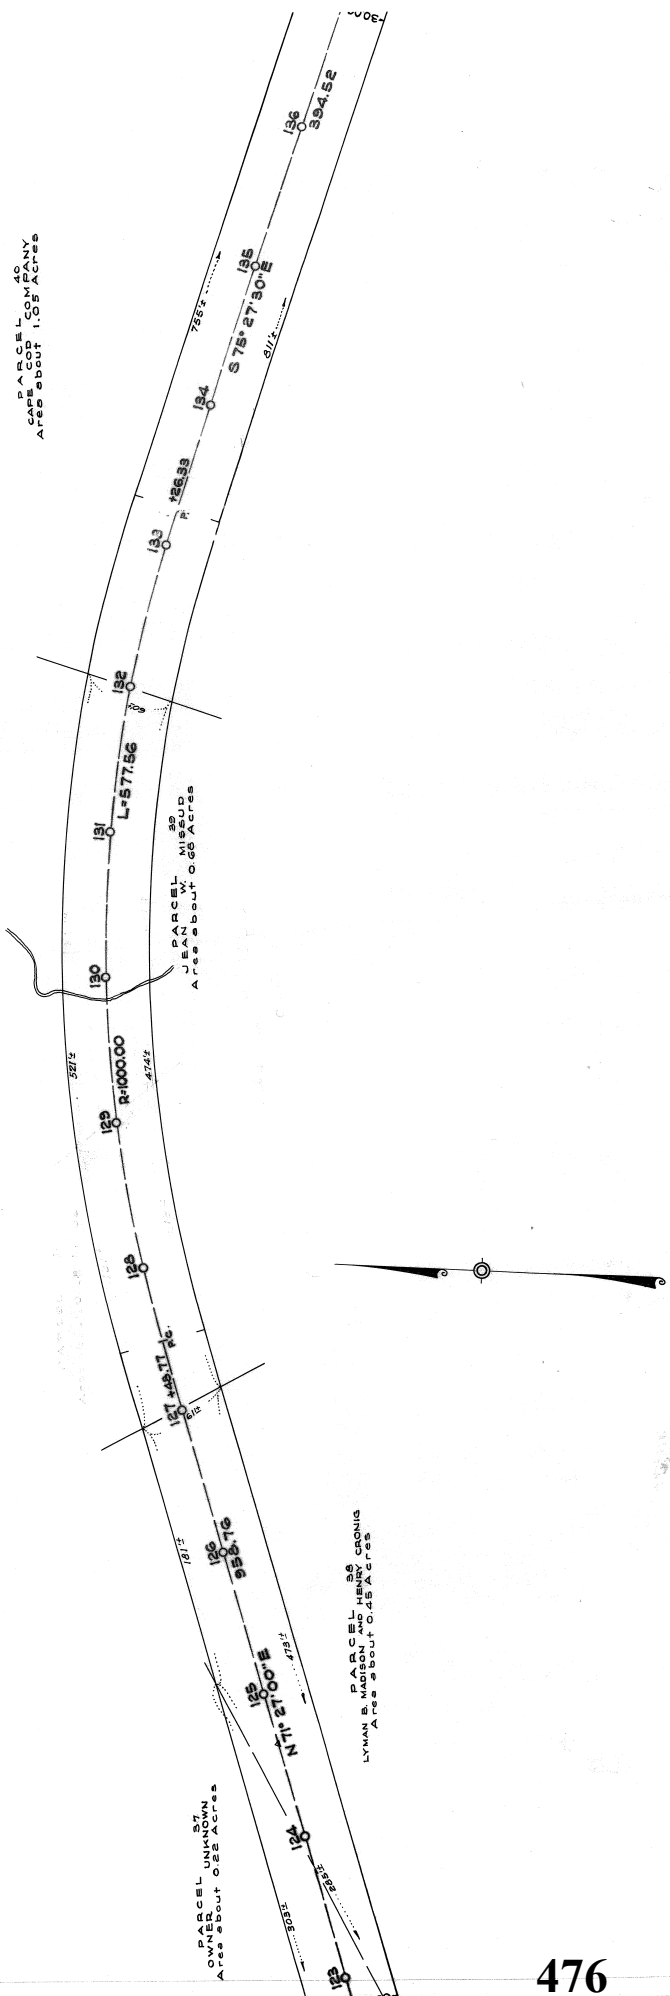 300
394.52
136
PARCEL 40
CAPE COD COMPANY
Area about 1.05 Acres
135
S 75° 27' 30" E
755'±
811'±
134
+26.33
P.
133
132
60'±
L=577.56
131
PARCEL 39
JEAN W. MISSUD
Area about 0.68 Acres
130
521'±
474'±
R=1000.00
129
128
P.C.
+48.77
127
61'±
181'±
126
958.76
PARCEL 38
LYMAN B. MADISON AND HENRY CRONIG
Area about 0.45 Acres
473'±
125
N 71° 27' 00" E
124
PARCEL 37
OWNER UNKNOWN
Area about 0.22 Acres
303'±
285'±
123
476